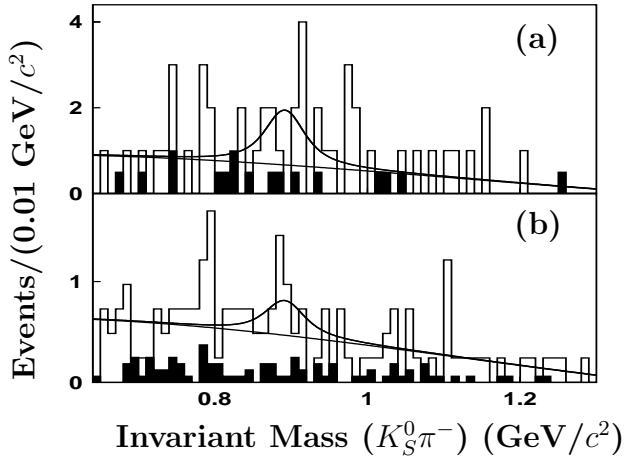 Events/(0.01 GeV/c²)
4
2
0
(a)
1
0
(b)
0.8 1 1.2
Invariant Mass (K⁰_S π⁻) (GeV/c²)